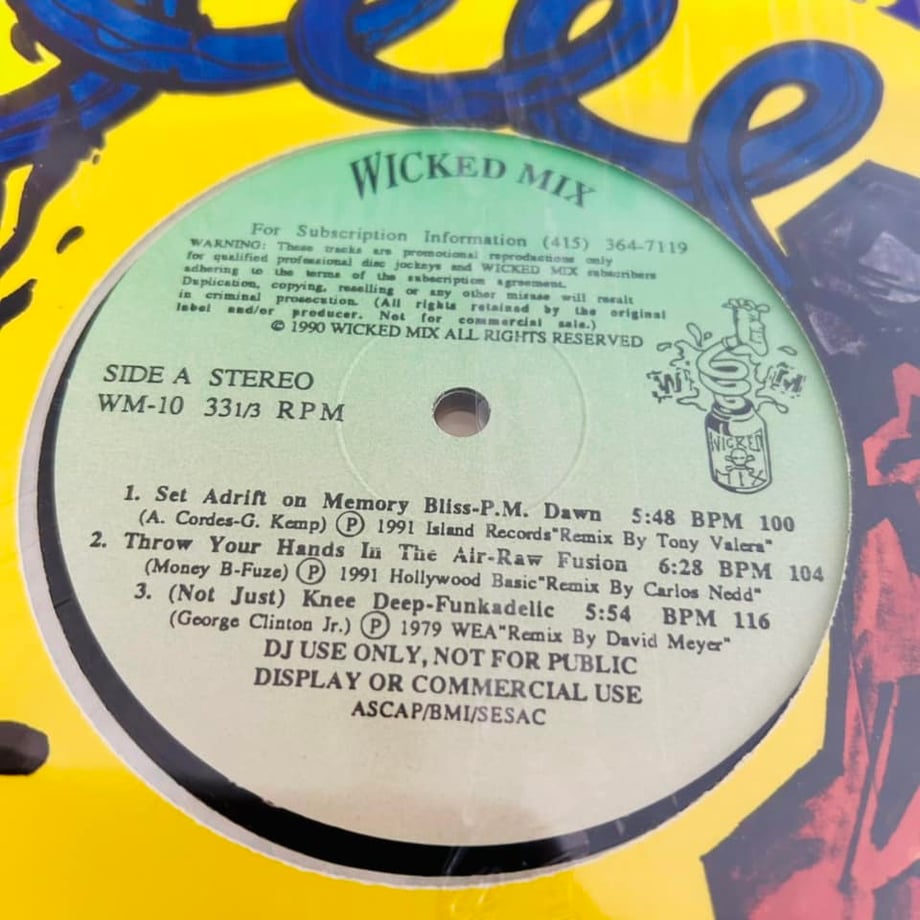 WICKED MIX
For Subscription Information (415) 364-7119
WARNING: These tracks are promotional reproductions only
for qualified professional disc jockeys and WICKED MIX subscribers
adhering to the terms of the subscription agreement.
Duplication, copying, reselling or any other misuse will result
in criminal prosecution. (All rights retained by the original
label and/or producer. Not for commercial sale.)
© 1990 WICKED MIX ALL RIGHTS RESERVED
SIDE A STEREO
WM-10 33 1/3 RPM
WICKED
MIX
1. Set Adrift on Memory Bliss-P.M. Dawn 5:48 BPM 100
(A. Cordes-G. Kemp) Ⓟ 1991 Island Records"Remix By Tony Valera"
2. Throw Your Hands In The Air-Raw Fusion 6:28 BPM 104
(Money B-Fuze) Ⓟ 1991 Hollywood Basic"Remix By Carlos Nedd"
3. (Not Just) Knee Deep-Funkadelic 5:54 BPM 116
(George Clinton Jr.) Ⓟ 1979 WEA"Remix By David Meyer"
DJ USE ONLY, NOT FOR PUBLIC
DISPLAY OR COMMERCIAL USE
ASCAP/BMI/SESAC